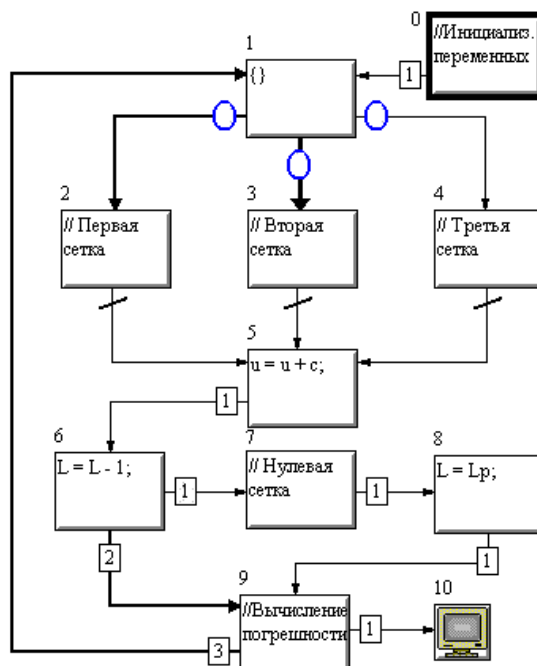 0
//Инициализ.
переменных
1
1
{}
2
// Первая
сетка
3
// Вторая
сетка
4
// Третья
сетка
5
u = u + c;
1
6
L = L - 1;
1
7
// Нулевая
сетка
1
8
L = Lp;
2
1
9
//Вычисление
погрешности
3
1
10